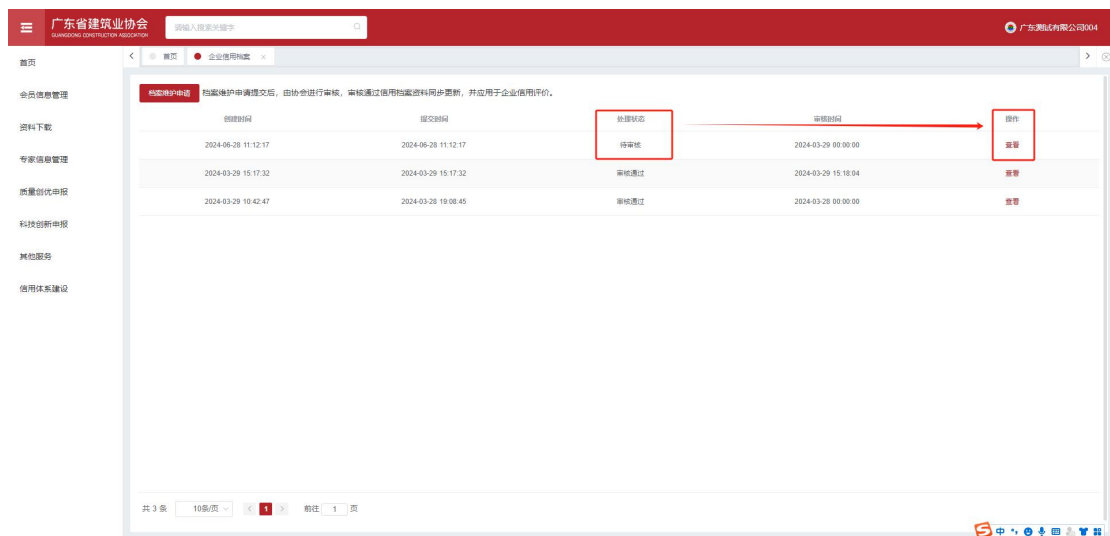 广东省建筑业协会
GUANGDONG CONSTRUCTION ASSOCIATION
请输入搜索关键字
广东测试有限公司004
首页
会员信息管理
资料下载
专家信息管理
质量创优申报
科技创新申报
其他服务
信用体系建设
首页 企业信用档案 ×
档案维护申请 档案维护申请提交后，由协会进行审核，审核通过信用档案资料同步更新，并应用于企业信用评价。
创建时间 提交时间 处理状态 审核时间 操作
2024-06-28 11:12:17 2024-06-28 11:12:17 待审核 2024-03-29 00:00:00 查看
2024-03-29 15:17:32 2024-03-29 15:17:32 审核通过 2024-03-29 15:18:04 查看
2024-03-29 10:42:47 2024-03-28 19:08:45 审核通过 2024-03-28 00:00:00 查看
共 3 条 10条/页 1 前往 1 页
中